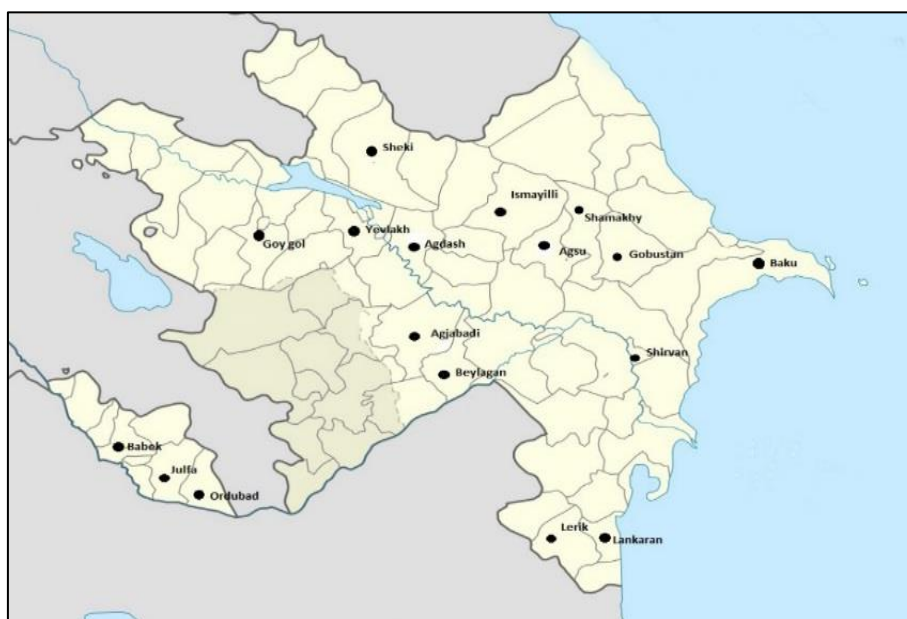 Sheki
Ismayilli
Shamakhy
Goy gol
Yevlakh
Agdash
Agsu
Gobustan
Baku
Agjabadi
Shirvan
Beylagan
Babek
Julfa
Ordubad
Lerik
Lankaran